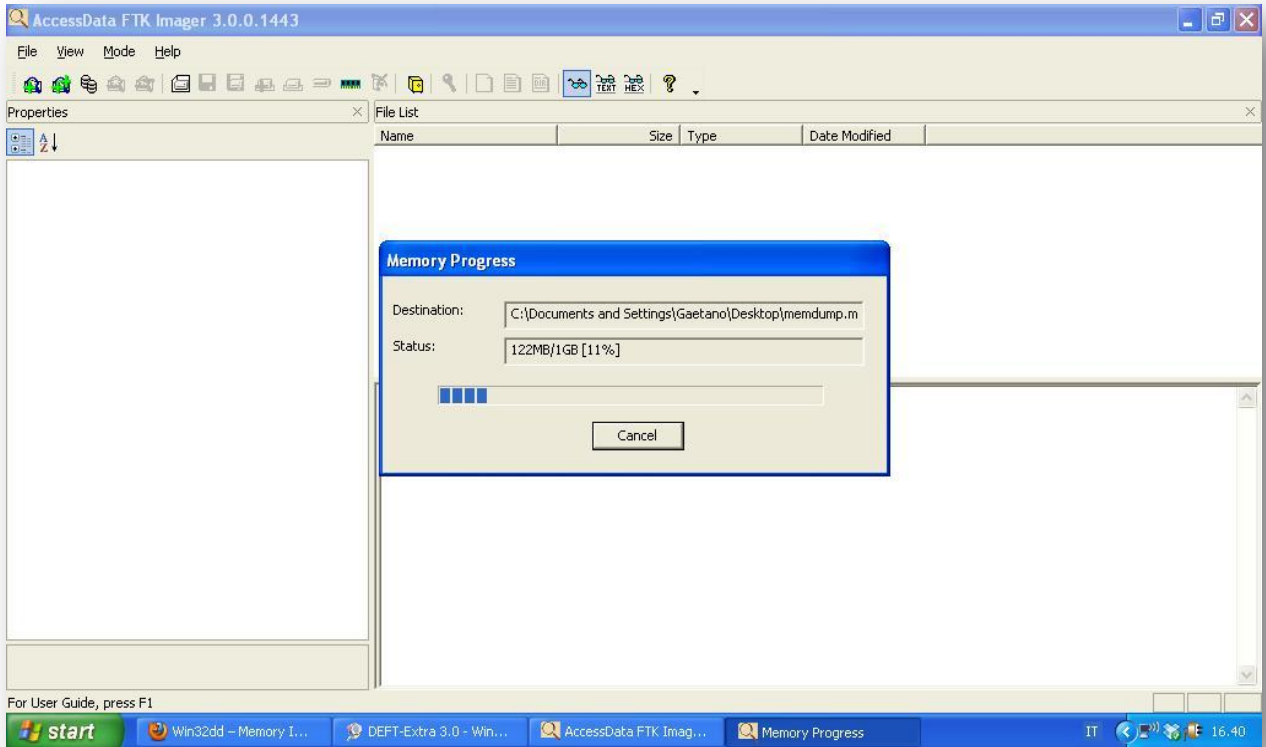 AccessData FTK Imager 3.0.0.1443
File View Mode Help
TEXT HEX
Properties
File List
Name Size Type Date Modified
Memory Progress
Destination: C:\Documents and Settings\Gaetano\Desktop\memdump.m
Status: 122MB/1GB [11%]
Cancel
For User Guide, press F1
start Win32dd – Memory I... DEFT-Extra 3.0 - Win... AccessData FTK Imag... Memory Progress IT 16.40